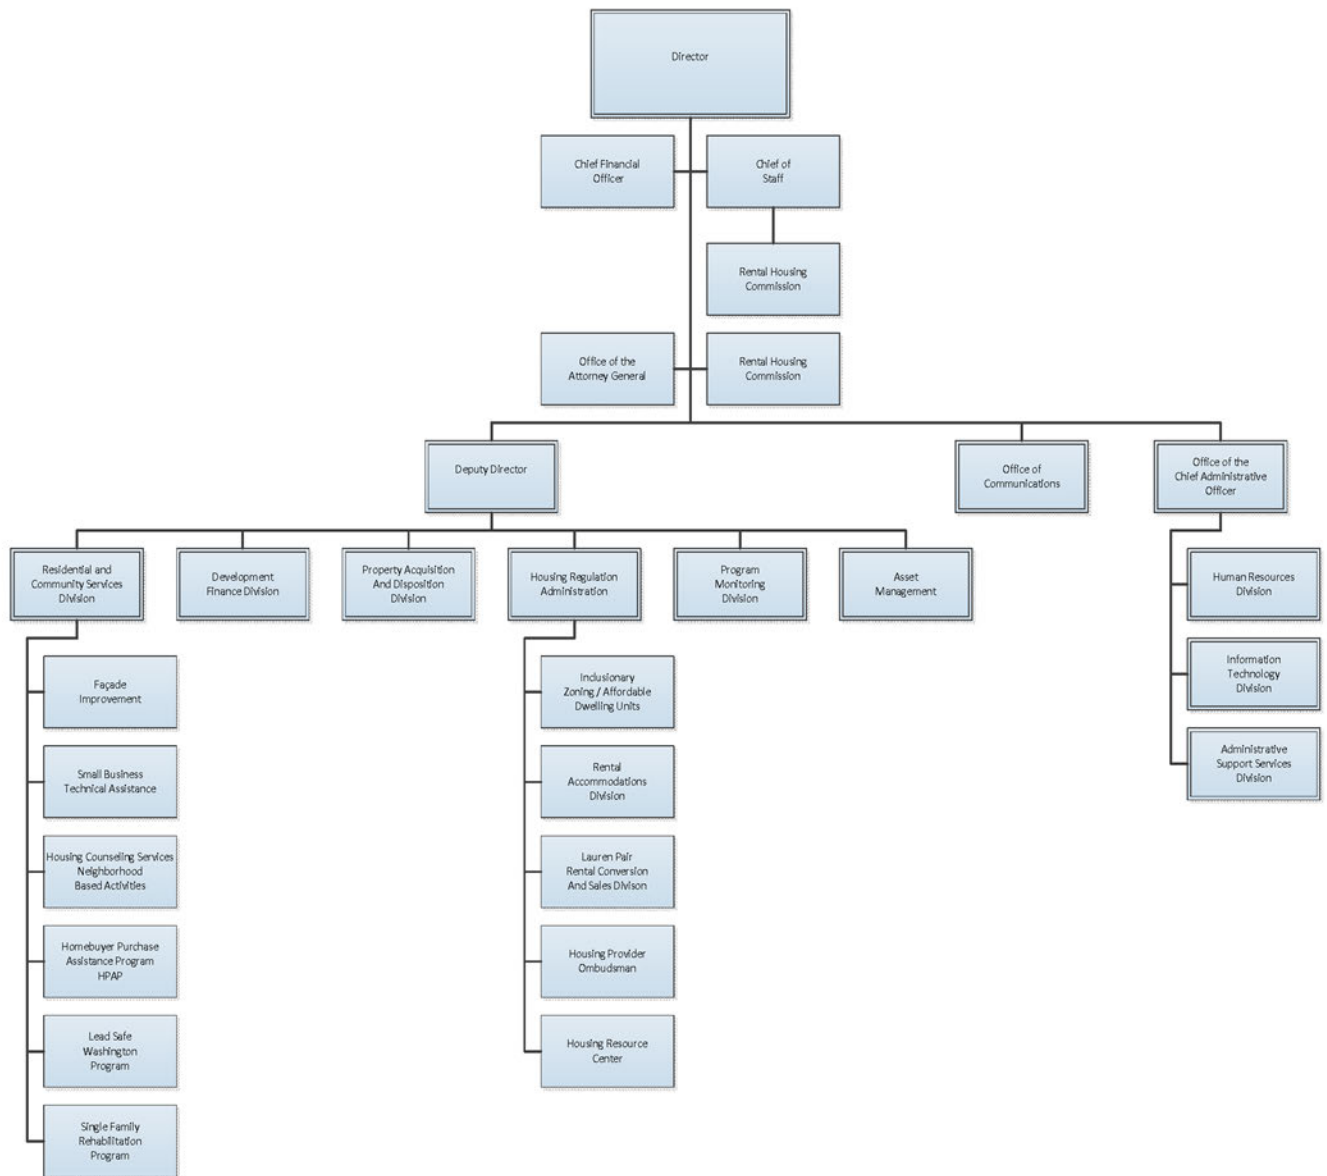 Director
Chief Financial
Officer
Chief of
Staff
Rental Housing
Commission
Office of the
Attorney General
Rental Housing
Commission
Deputy Director
Office of
Communications
Office of the
Chief Administrative
Officer
Residential and
Community Services
Division
Development
Finance Division
Property Acquisition
And Disposition
Division
Housing Regulation
Administration
Program
Monitoring
Division
Asset
Management
Human Resources
Division
Information
Technology
Division
Administrative
Support Services
Division
Façade
Improvement
Small Business
Technical Assistance
Housing Counseling Services
Neighborhood
Based Activities
Homebuyer Purchase
Assistance Program
HPAP
Lead Safe
Washington
Program
Single Family
Rehabilitation
Program
Inclusionary
Zoning / Affordable
Dwelling Units
Rental
Accommodations
Division
Lauren Pair
Rental Conversion
And Sales Divison
Housing Provider
Ombudsman
Housing Resource
Center